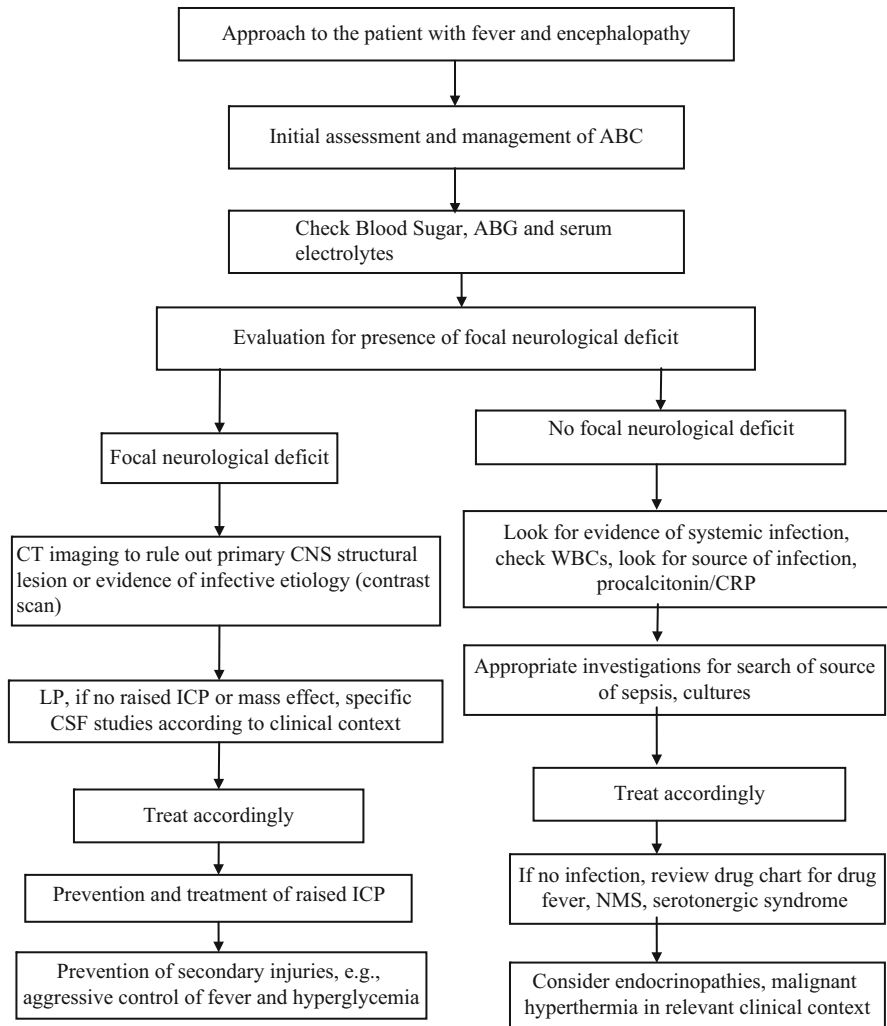 Approach to the patient with fever and encephalopathy
Initial assessment and management of ABC
Check Blood Sugar, ABG and serum
electrolytes
Evaluation for presence of focal neurological deficit
Focal neurological deficit
CT imaging to rule out primary CNS structural
lesion or evidence of infective etiology (contrast
scan)
LP, if no raised ICP or mass effect, specific
CSF studies according to clinical context
Treat accordingly
Prevention and treatment of raised ICP
Prevention of secondary injuries, e.g.,
aggressive control of fever and hyperglycemia
No focal neurological deficit
Look for evidence of systemic infection,
check WBCs, look for source of infection,
procalcitonin/CRP
Appropriate investigations for search of source
of sepsis, cultures
Treat accordingly
If no infection, review drug chart for drug
fever, NMS, serotonergic syndrome
Consider endocrinopathies, malignant
hyperthermia in relevant clinical context